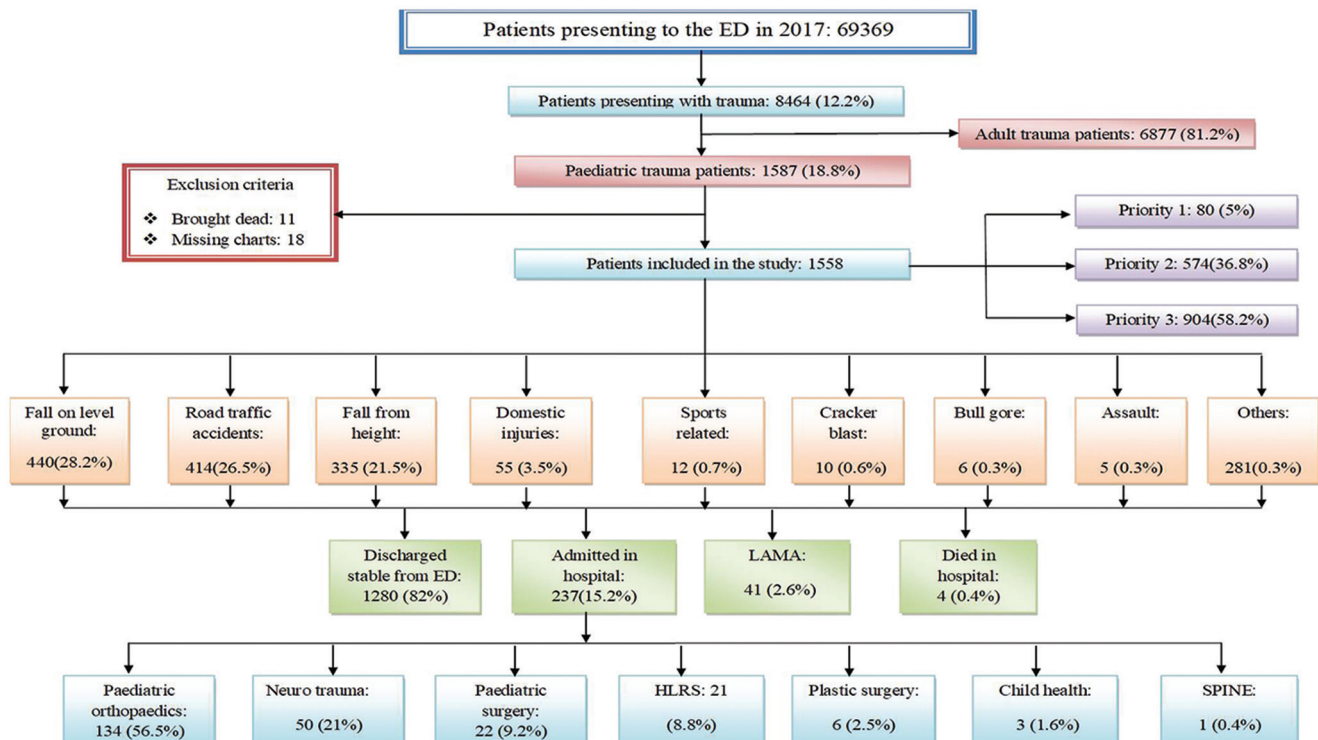 Patients presenting to the ED in 2017: 69369
Patients presenting with trauma: 8464 (12.2%)
Adult trauma patients: 6877 (81.2%)
Paediatric trauma patients: 1587 (18.8%)
Exclusion criteria
❖ Brought dead: 11
❖ Missing charts: 18
Patients included in the study: 1558
Priority 1: 80 (5%)
Priority 2: 574(36.8%)
Priority 3: 904(58.2%)
Fall on level
ground:
440(28.2%)
Road traffic
accidents:
414(26.5%)
Fall from
height:
335 (21.5%)
Domestic
injuries:
55 (3.5%)
Sports
related:
12 (0.7%)
Cracker
blast:
10 (0.6%)
Bull gore:
6 (0.3%)
Assault:
5 (0.3%)
Others:
281(0.3%)
Discharged
stable from ED:
1280 (82%)
Admitted in
hospital:
237(15.2%)
LAMA:
41 (2.6%)
Died in
hospital:
4 (0.4%)
Paediatric
orthopaedics:
134 (56.5%)
Neuro trauma:
50 (21%)
Paediatric
surgery:
22 (9.2%)
HLRS: 21
(8.8%)
Plastic surgery:
6 (2.5%)
Child health:
3 (1.6%)
SPINE:
1 (0.4%)